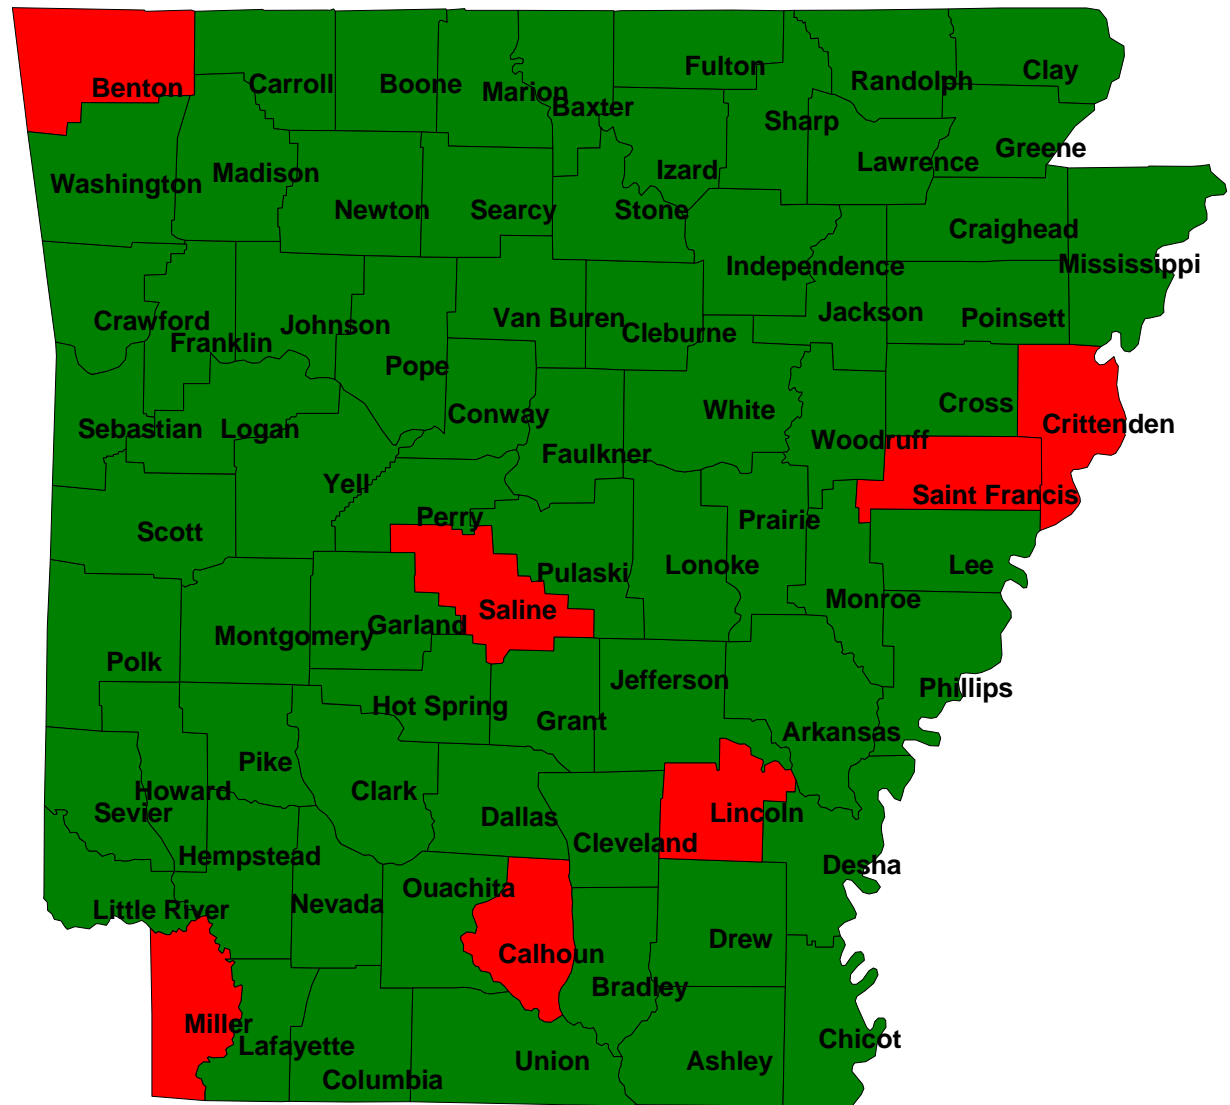 Fulton
Clay
Benton
Carroll
Boone
Marion
Randolph
Baxter
Sharp
Greene
Lawrence
Izard
Madison
Washington
Newton
Searcy
Stone
Craighead
Independence
Mississippi
Jackson
Poinsett
Crawford
Johnson
Van Buren
Cleburne
Franklin
Pope
Cross
White
Conway
Crittenden
Sebastian
Logan
Woodruff
Faulkner
Yell
Saint Francis
Perry
Prairie
Scott
Pulaski
Lonoke
Lee
Monroe
Saline
Garland
Montgomery
Polk
Jefferson
Phillips
Hot Spring
Grant
Arkansas
Pike
Howard
Clark
Sevier
Dallas
Lincoln
Cleveland
Hempstead
Desha
Ouachita
Nevada
Little River
Drew
Calhoun
Bradley
Miller
Chicot
Lafayette
Union
Ashley
Columbia